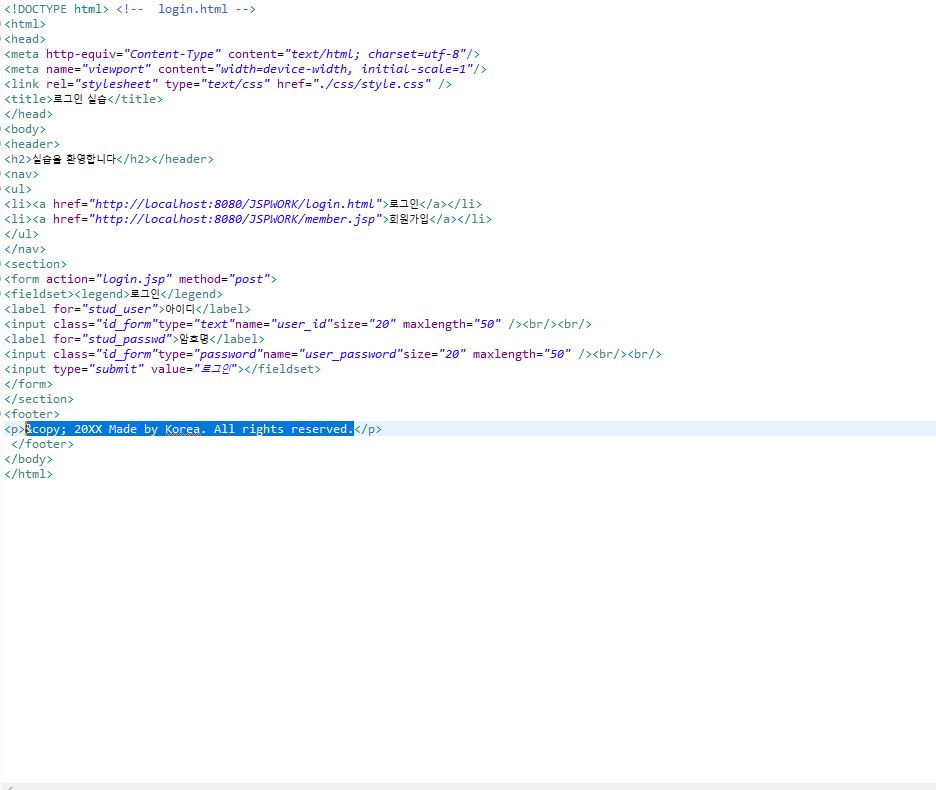 <!DOCTYPE html> <!--  login.html -->
<html>
<head>
<meta http-equiv="Content-Type" content="text/html; charset=utf-8"/>
<meta name="viewport" content="width=device-width, initial-scale=1"/>
<link rel="stylesheet" type="text/css" href="./css/style.css" />
<title>로그인 실습</title>
</head>
<body>
<header>
<h2>실습을 환영합니다</h2></header>
<nav>
<ul>
<li><a href="http://localhost:8080/JSPWORK/login.html">로그인</a></li>
<li><a href="http://localhost:8080/JSPWORK/member.jsp">회원가입</a></li>
</ul>
</nav>
<section>
<form action="login.jsp" method="post">
<fieldset><legend>로그인</legend>
<label for="stud_user">아이디</label>
<input class="id_form"type="text"name="user_id"size="20" maxlength="50" /><br/><br/>
<label for="stud_passwd">암호명</label>
<input class="id_form"type="password"name="user_password"size="20" maxlength="50" /><br/><br/>
<input type="submit" value="로그인"></fieldset>
</form>
</section>
<footer>
<p>&copy; 20XX Made by Korea. All rights reserved.</p>
</footer>
</body>
</html>